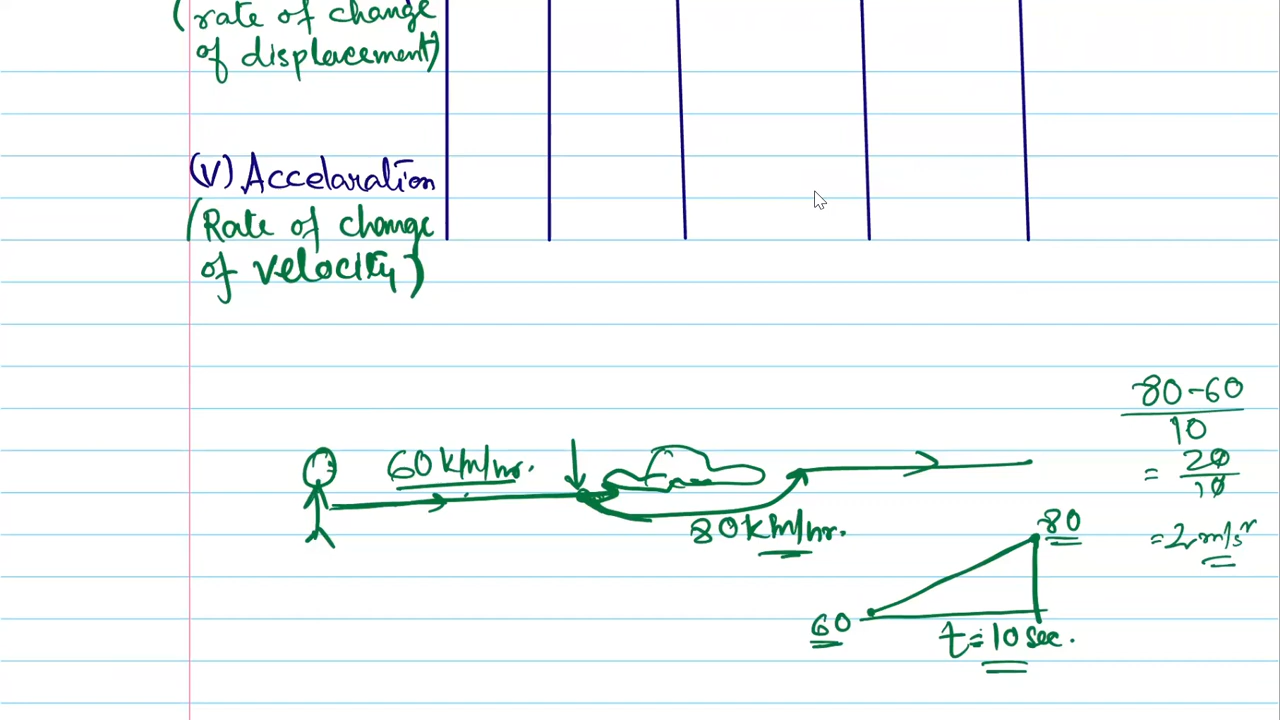 (rate of change
of displacement)
(V) Accelaration
(Rate of change
of velocity)
60 km/hr.
80 km/hr.
80
60
t = 10 sec.
80-60
10
= 20
10
= 2 m/s²